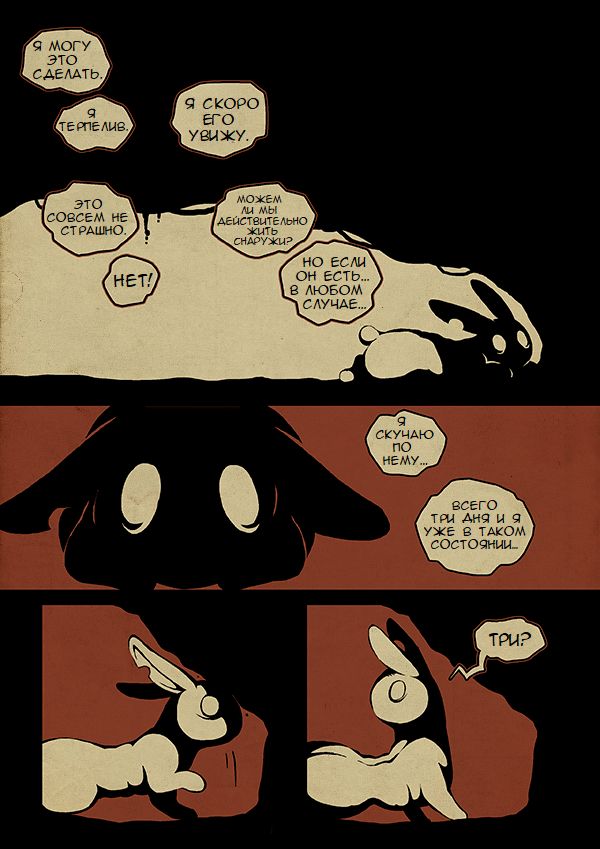 Я МОГУ
ЭТО
СДЕЛАТЬ.
Я
ТЕРПЕЛИВ.
Я СКОРО
ЕГО
УВИЖУ.
ЭТО
СОВСЕМ НЕ
СТРАШНО.
МОЖЕМ
ЛИ МЫ
ДЕЙСТВИТЕЛЬНО
ЖИТЬ
СНАРУЖИ?
НЕТ!
НО ЕСЛИ
ОН ЕСТЬ...
В ЛЮБОМ
СЛУЧАЕ...
Я
СКУЧАЮ
ПО
НЕМУ...
ВСЕГО
ТРИ ДНЯ И Я
УЖЕ В ТАКОМ
СОСТОЯНИИ...
ТРИ?